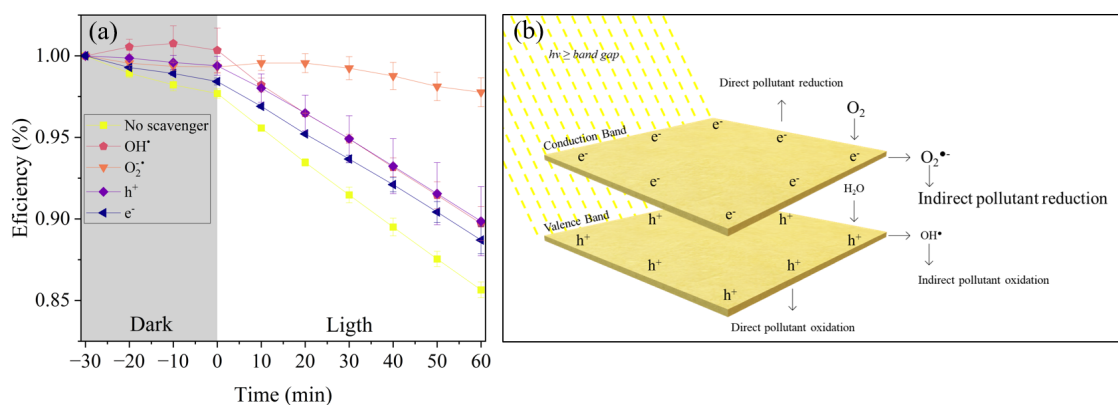 (a)
Eficiency (%)
1.00
0.95
0.90
0.85
No scavenger
OH•
O₂⁻•
h⁺
e⁻
Dark
Ligth
−30 −20 −10 0 10 20 30 40 50 60
Time (min)
(b)
hv ≥ band gap
Direct pollutant reduction
O₂
Conduction Band
e⁻
e⁻
e⁻
e⁻
e⁻
e⁻
e⁻
e⁻
O₂•⁻
H₂O
Indirect pollutant reduction
Valence Band
h⁺
h⁺
h⁺
h⁺
h⁺
h⁺
h⁺
OH•
Indirect pollutant oxidation
Direct pollutant oxidation